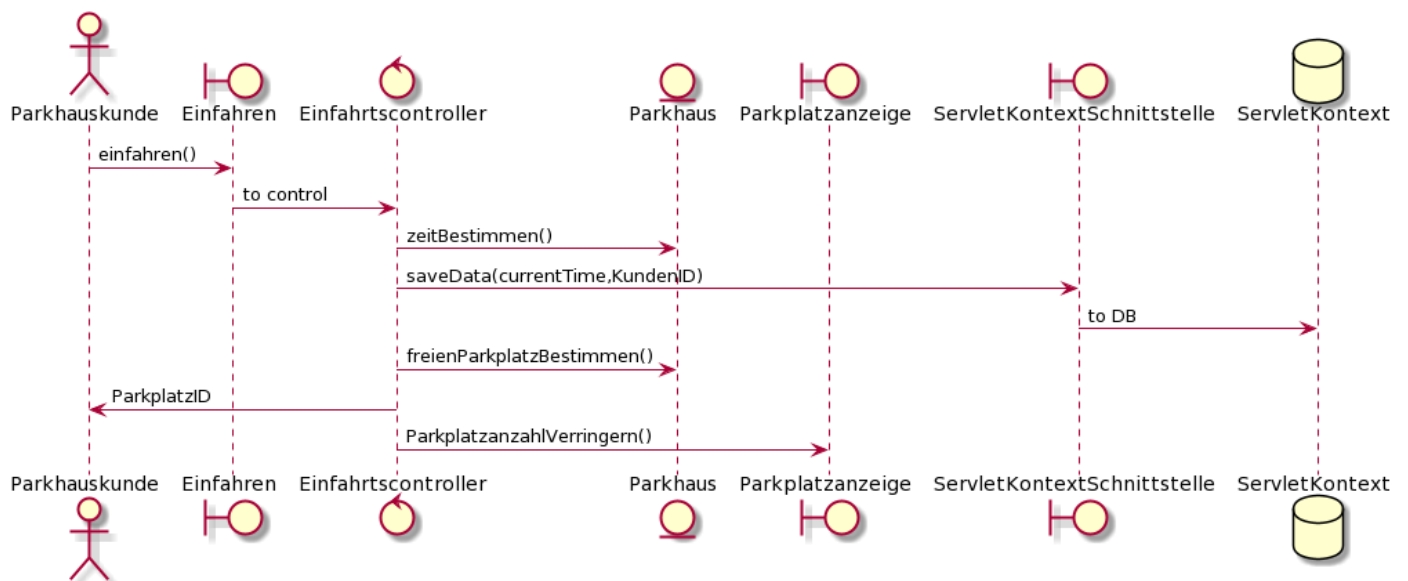 Parkhauskunde Einfahren Einfahrtscontroller Parkhaus Parkplatzanzeige ServletKontextSchnittstelle ServletKontext
einfahren()
to control
zeitBestimmen()
saveData(currentTime,KundenID)
to DB
freienParkplatzBestimmen()
ParkplatzID
ParkplatzanzahlVerringern()
Parkhauskunde Einfahren Einfahrtscontroller Parkhaus Parkplatzanzeige ServletKontextSchnittstelle ServletKontext